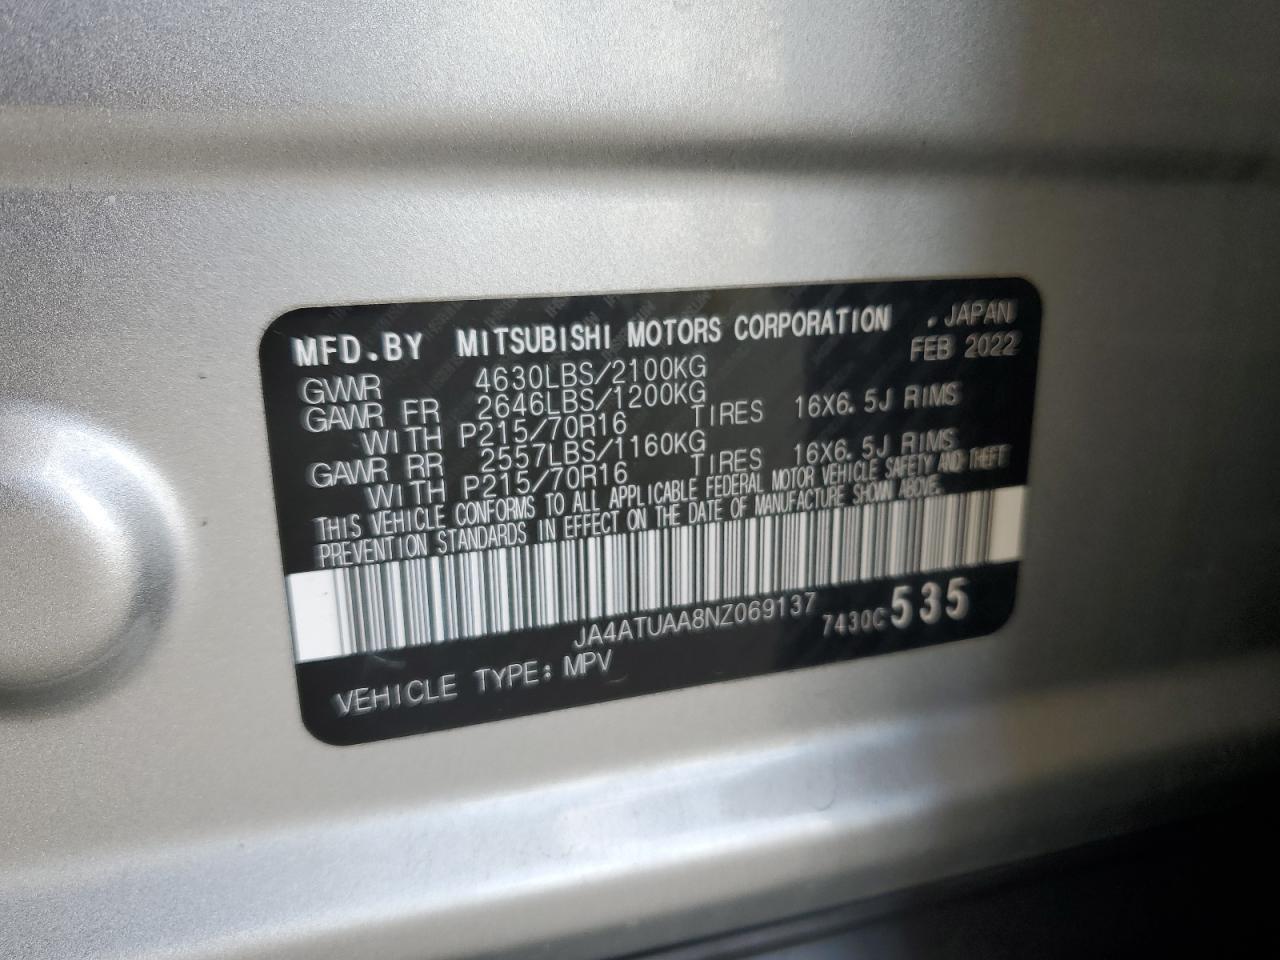 MFD.BY MITSUBISHI MOTORS CORPORATION . JAPAN
FEB 2022
GVWR 4630LBS/2100KG
GAWR FR 2646LBS/1200KG
WITH P215/70R16 TIRES 16X6.5J RIMS
GAWR RR 2557LBS/1160KG
WITH P215/70R16 TIRES 16X6.5J RIMS
THIS VEHICLE CONFORMS TO ALL APPLICABLE FEDERAL MOTOR VEHICLE SAFETY AND THEFT
PREVENTION STANDARDS IN EFFECT ON THE DATE OF MANUFACTURE SHOWN ABOVE.
JA4ATUAA8NZ069137 7430C 535
VEHICLE TYPE: MPV